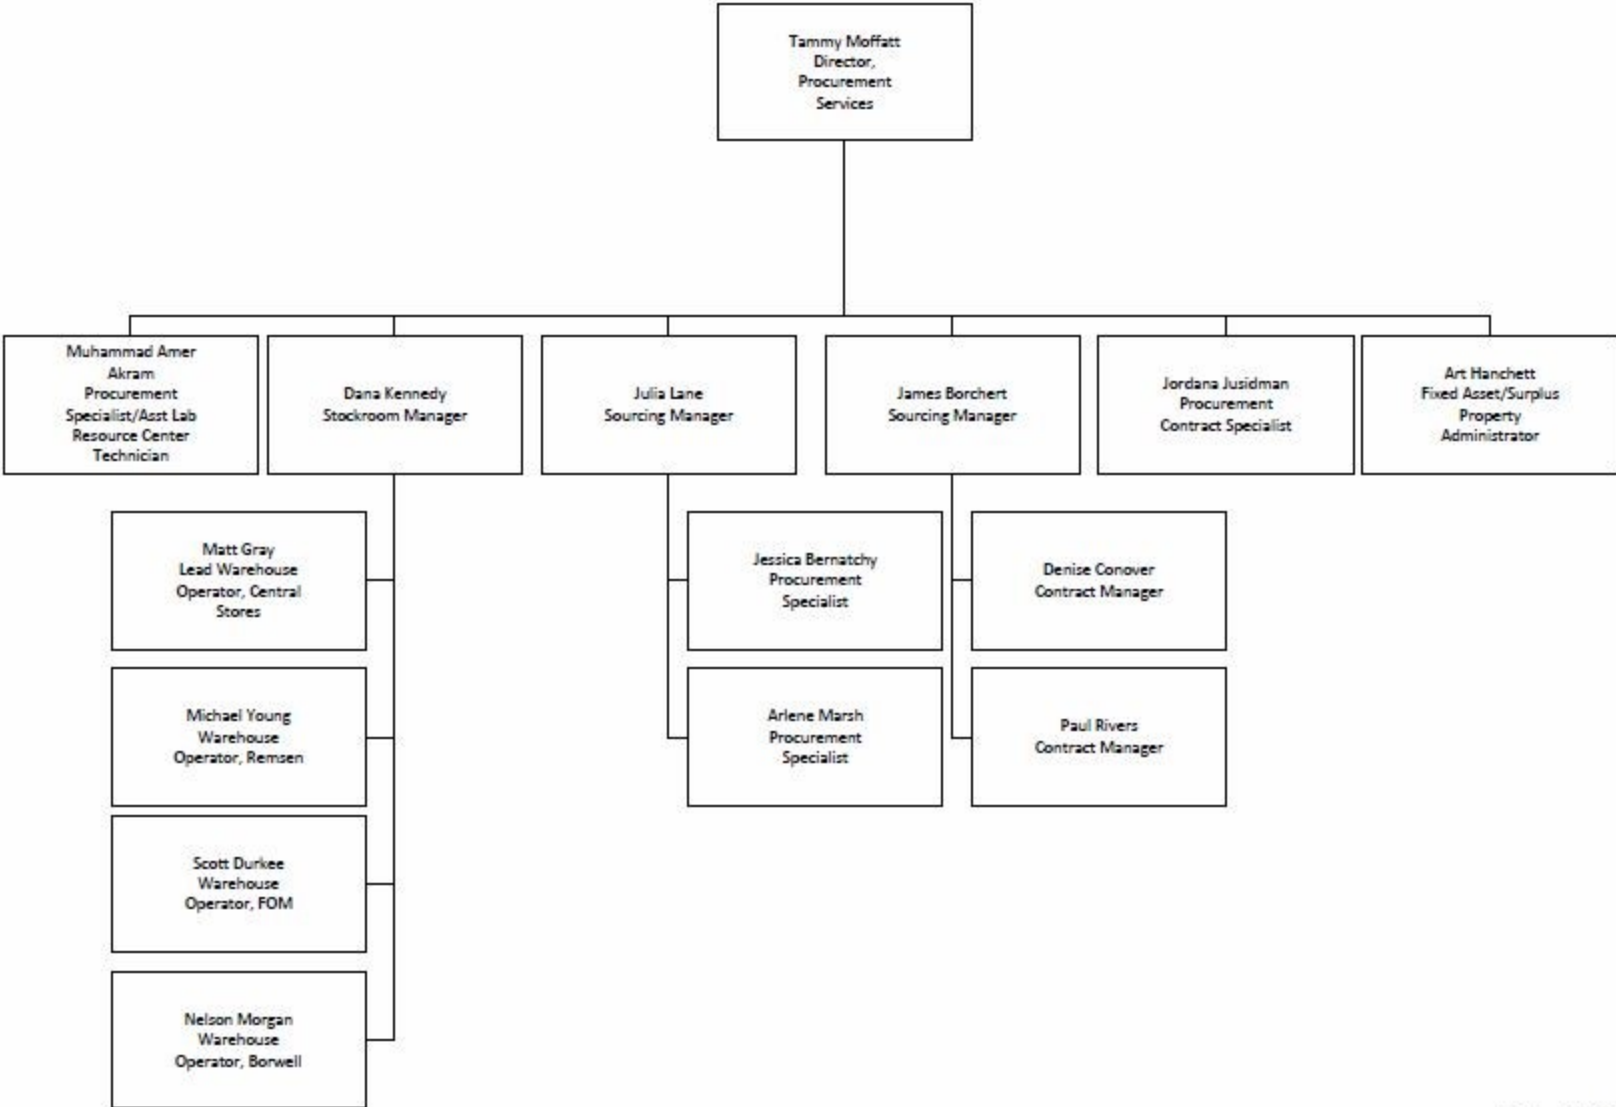 Tammy Moffatt
Director,
Procurement
Services
Muhammad Amer
Akram
Procurement
Specialist/Asst Lab
Resource Center
Technician
Dana Kennedy
Stockroom Manager
Julia Lane
Sourcing Manager
James Borchert
Sourcing Manager
Jordana Jusidman
Procurement
Contract Specialist
Art Hanchett
Fixed Asset/Surplus
Property
Administrator
Matt Gray
Lead Warehouse
Operator, Central
Stores
Jessica Bernatchy
Procurement
Specialist
Denise Conover
Contract Manager
Michael Young
Warehouse
Operator, Remsen
Arlene Marsh
Procurement
Specialist
Paul Rivers
Contract Manager
Scott Durkee
Warehouse
Operator, FOM
Nelson Morgan
Warehouse
Operator, Borwell